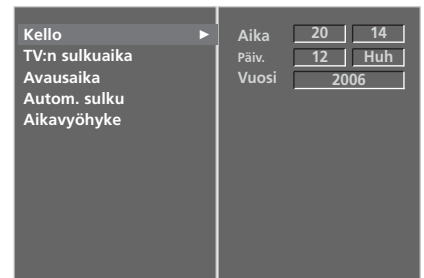 Kello ►
TV:n sulkuaika
Avausaika
Autom. sulku
Aikavyöhyke
Aika 20 14
Päiv. 12 Huh
Vuosi 2006